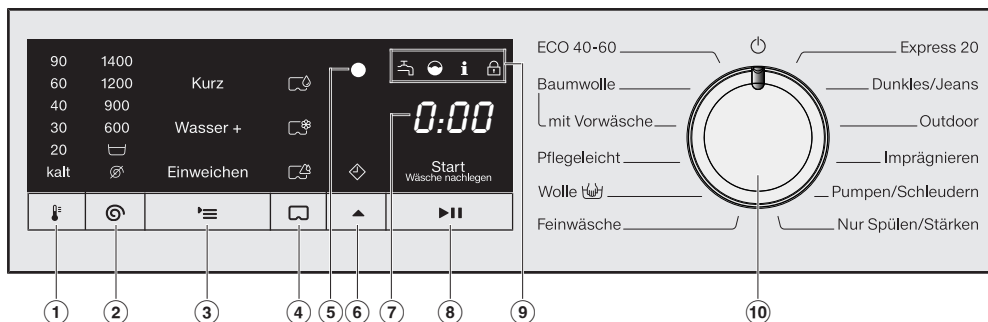 90 1400
60 1200 Kurz
40 900
30 600 Wasser +
20
kalt Einweichen
0:00
Start
Wäsche nachlegen
ECO 40-60
Baumwolle
mit Vorwäsche
Pflegeleicht
Wolle
Feinwäsche
Express 20
Dunkles/Jeans
Outdoor
Imprägnieren
Pumpen/Schleudern
Nur Spülen/Stärken
1 2 3 4 5 6 7 8 9 10